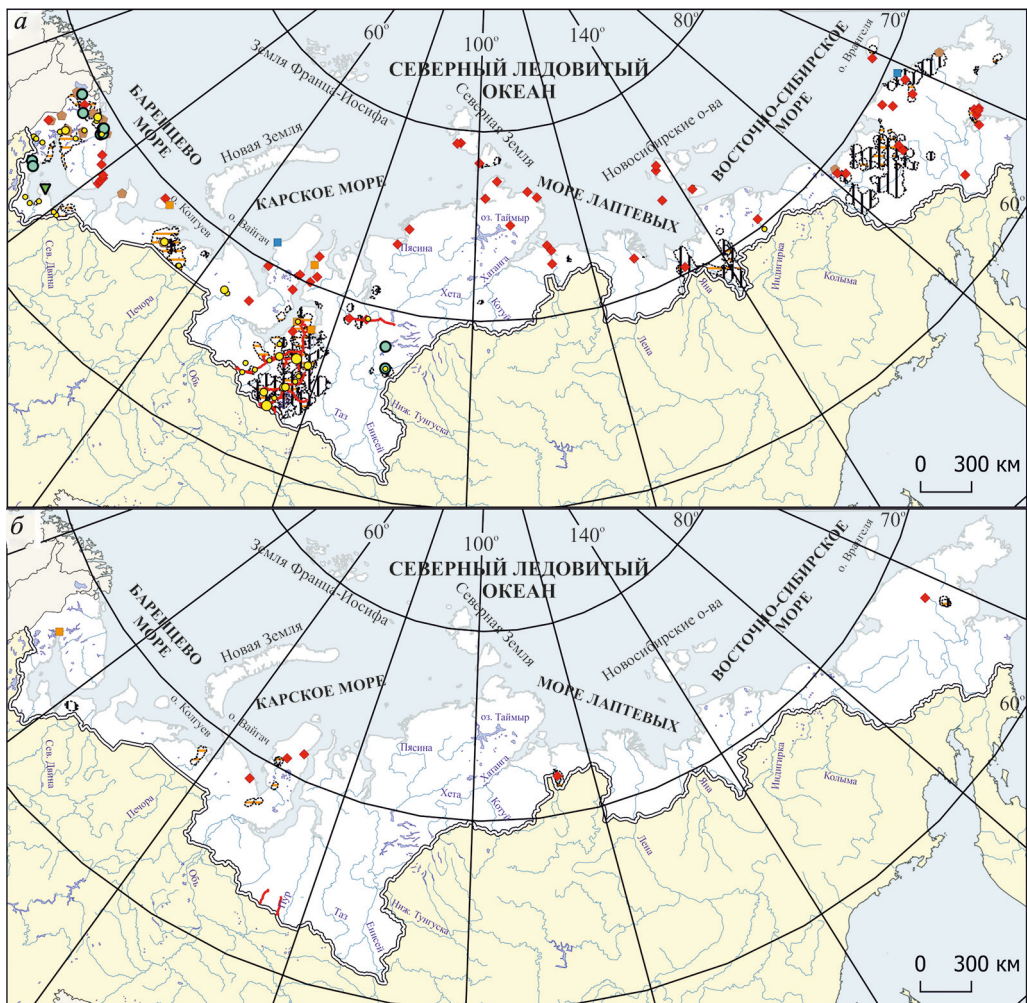 а
60°
100°
140°
80°
70°
Земля Франца-Иосифа
СЕВЕРНЫЙ ЛЕДОВИТЫЙ
ОКЕАН
Северная Земля
о. Врангеля
БАРЕНЦЕВО
МОРЕ
Новая Земля
Новосибирские о-ва
ВОСТОЧНО-СИБИРСКОЕ
МОРЕ
КАРСКОЕ МОРЕ
МОРЕ ЛАПТЕВЫХ
о. Колгуев
о. Вайгач
оз. Таймыр
60°
Пясина
Хатанга
Сев. Двина
Печора
Хета
Котуй
Яна
Индигирка
Колыма
Обь
Лена
Таз
Енисей
Ниж. Тунгуска
0 300 км
б
60°
100°
140°
80°
70°
Земля Франца-Иосифа
СЕВЕРНЫЙ ЛЕДОВИТЫЙ
ОКЕАН
Северная Земля
о. Врангеля
БАРЕНЦЕВО
МОРЕ
Новая Земля
Новосибирские о-ва
ВОСТОЧНО-СИБИРСКОЕ
МОРЕ
КАРСКОЕ МОРЕ
МОРЕ ЛАПТЕВЫХ
о. Колгуев
о. Вайгач
оз. Таймыр
60°
Пясина
Хатанга
Сев. Двина
Печора
Хета
Котуй
Яна
Индигирка
Колыма
Обь
Пур
Лена
Таз
Енисей
Ниж. Тунгуска
0 300 км